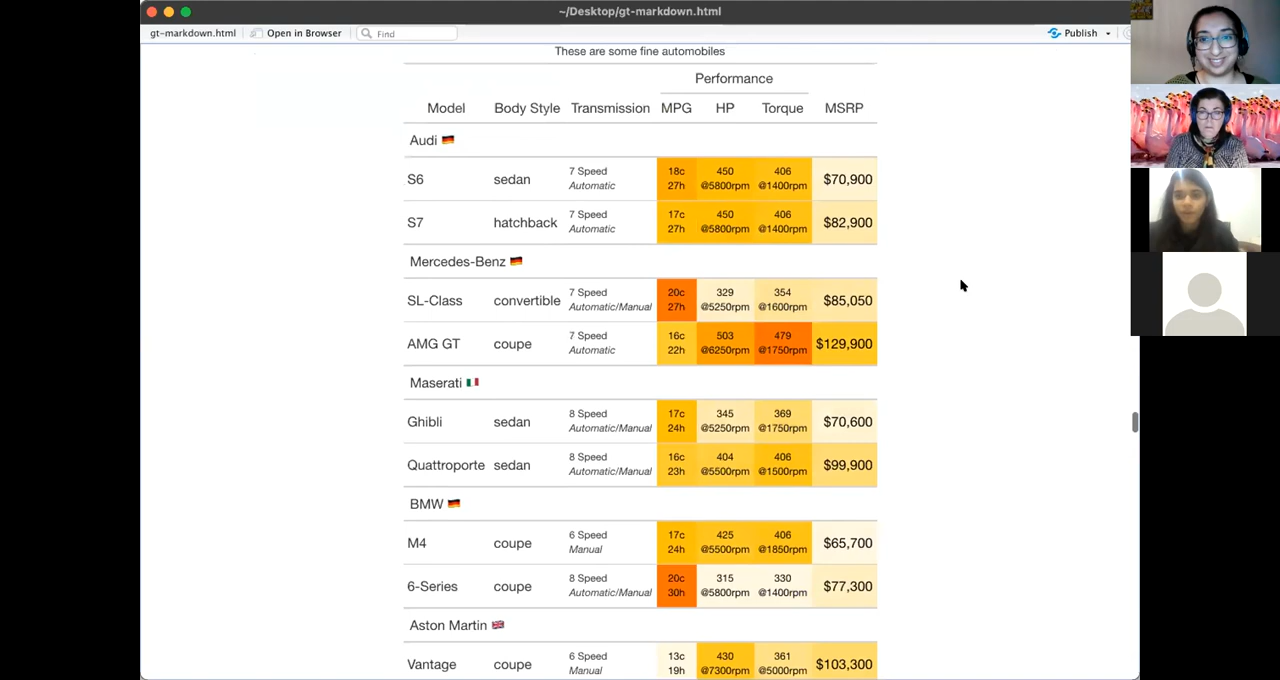 ~/Desktop/gt-markdown.html
gt-markdown.html Open in Browser Find Publish
These are some fine automobiles
Performance
Model Body Style Transmission MPG HP Torque MSRP
Audi 🇩🇪
S6 sedan 7 Speed 18c 450 406 $70,900
Automatic 27h @5800rpm @1400rpm
S7 hatchback 7 Speed 17c 450 406 $82,900
Automatic 27h @5800rpm @1400rpm
Mercedes-Benz 🇩🇪
SL-Class convertible 7 Speed 20c 329 354 $85,050
Automatic/Manual 27h @5250rpm @1600rpm
AMG GT coupe 7 Speed 16c 503 479 $129,900
Automatic 22h @6250rpm @1750rpm
Maserati 🇮🇹
Ghibli sedan 8 Speed 17c 345 369 $70,600
Automatic/Manual 24h @5250rpm @1750rpm
Quattroporte sedan 8 Speed 16c 404 406 $99,900
Automatic/Manual 23h @5500rpm @1500rpm
BMW 🇩🇪
M4 coupe 6 Speed 17c 425 406 $65,700
Manual 24h @5500rpm @1850rpm
6-Series coupe 8 Speed 20c 315 330 $77,300
Automatic/Manual 30h @5800rpm @1400rpm
Aston Martin 🇬🇧
Vantage coupe 6 Speed 13c 430 361 $103,300
Manual 19h @7300rpm @5000rpm